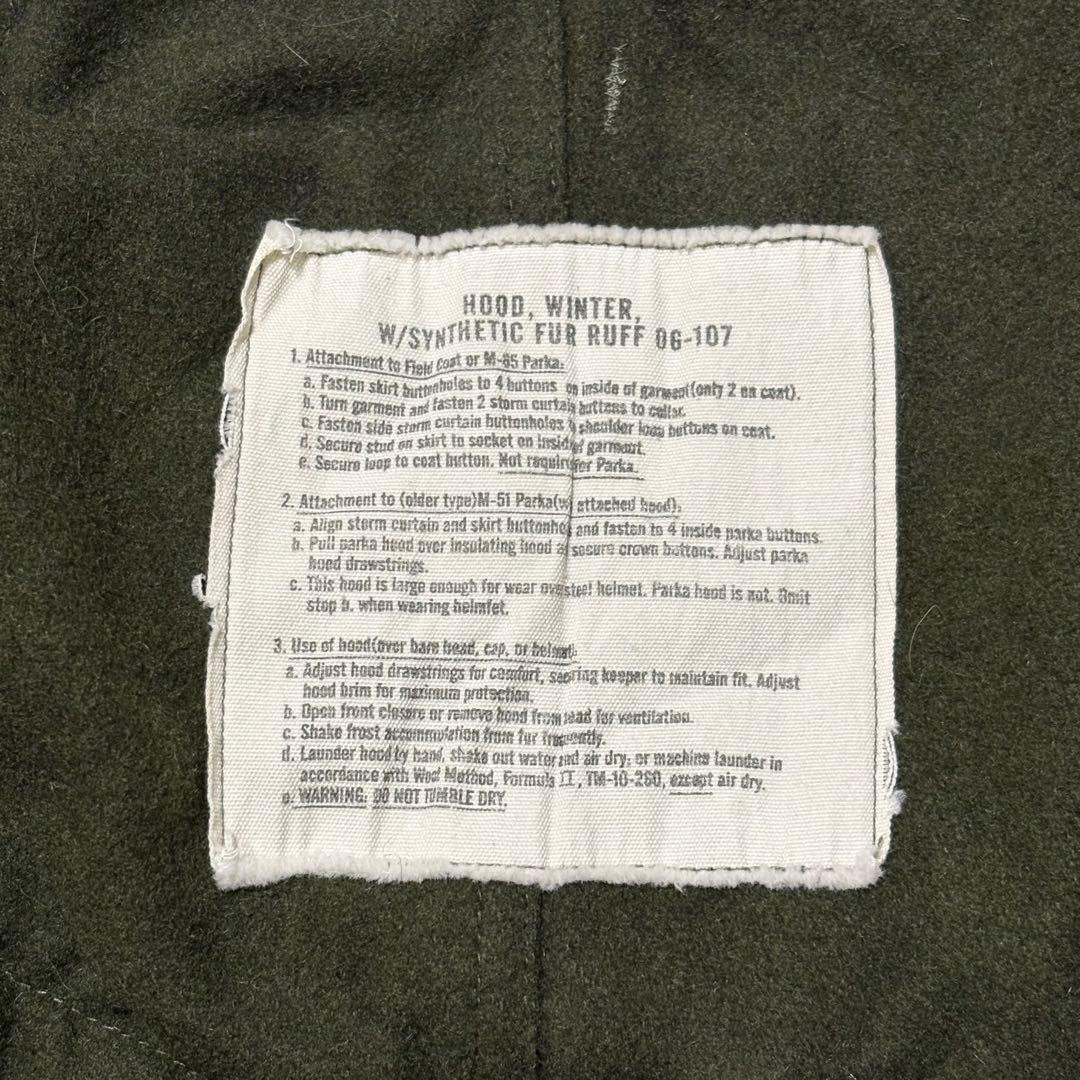 HOOD, WINTER,
W/SYNTHETIC FUR RUFF 06-107
1. Attachment to Field Coat or M-65 Parka:
a. Fasten skirt buttonholes to 4 buttons on inside of garment(only 2 on coat).
b. Turn garment and fasten 2 storm curtain buttons to collar.
c. Fasten side storm curtain buttonholes shoulder loop buttons on coat.
d. Secure stud on skirt to socket on inside of garment.
e. Secure loop to coat button. Not required for Parka.
2. Attachment to (older type)M-51 Parka(w/ attached hood).
a. Align storm curtain and skirt and fasten to 4 inside parka buttons.
b. Pull parka hood over insulating hood secure crown buttons. Adjust parka
hood drawstrings.
c. This hood is large enough for wear over steel helmet. Parka hood is not. Omit
step b. when wearing helmet.
3. Use of hood(over bare head, cap, or helmet).
a. Adjust hood drawstrings for comfort, securing keeper to maintain fit. Adjust
hood brim for maximum protection.
b. Open front closure or remove hood from head for ventilation.
c. Shake frost accummulation from fur frequently.
d. Launder hood by hand, shake out water and air dry, or machine launder in
accordance with Wool Method, Formula II, TM-10-280, except air dry.
e. WARNING: DO NOT TUMBLE DRY.